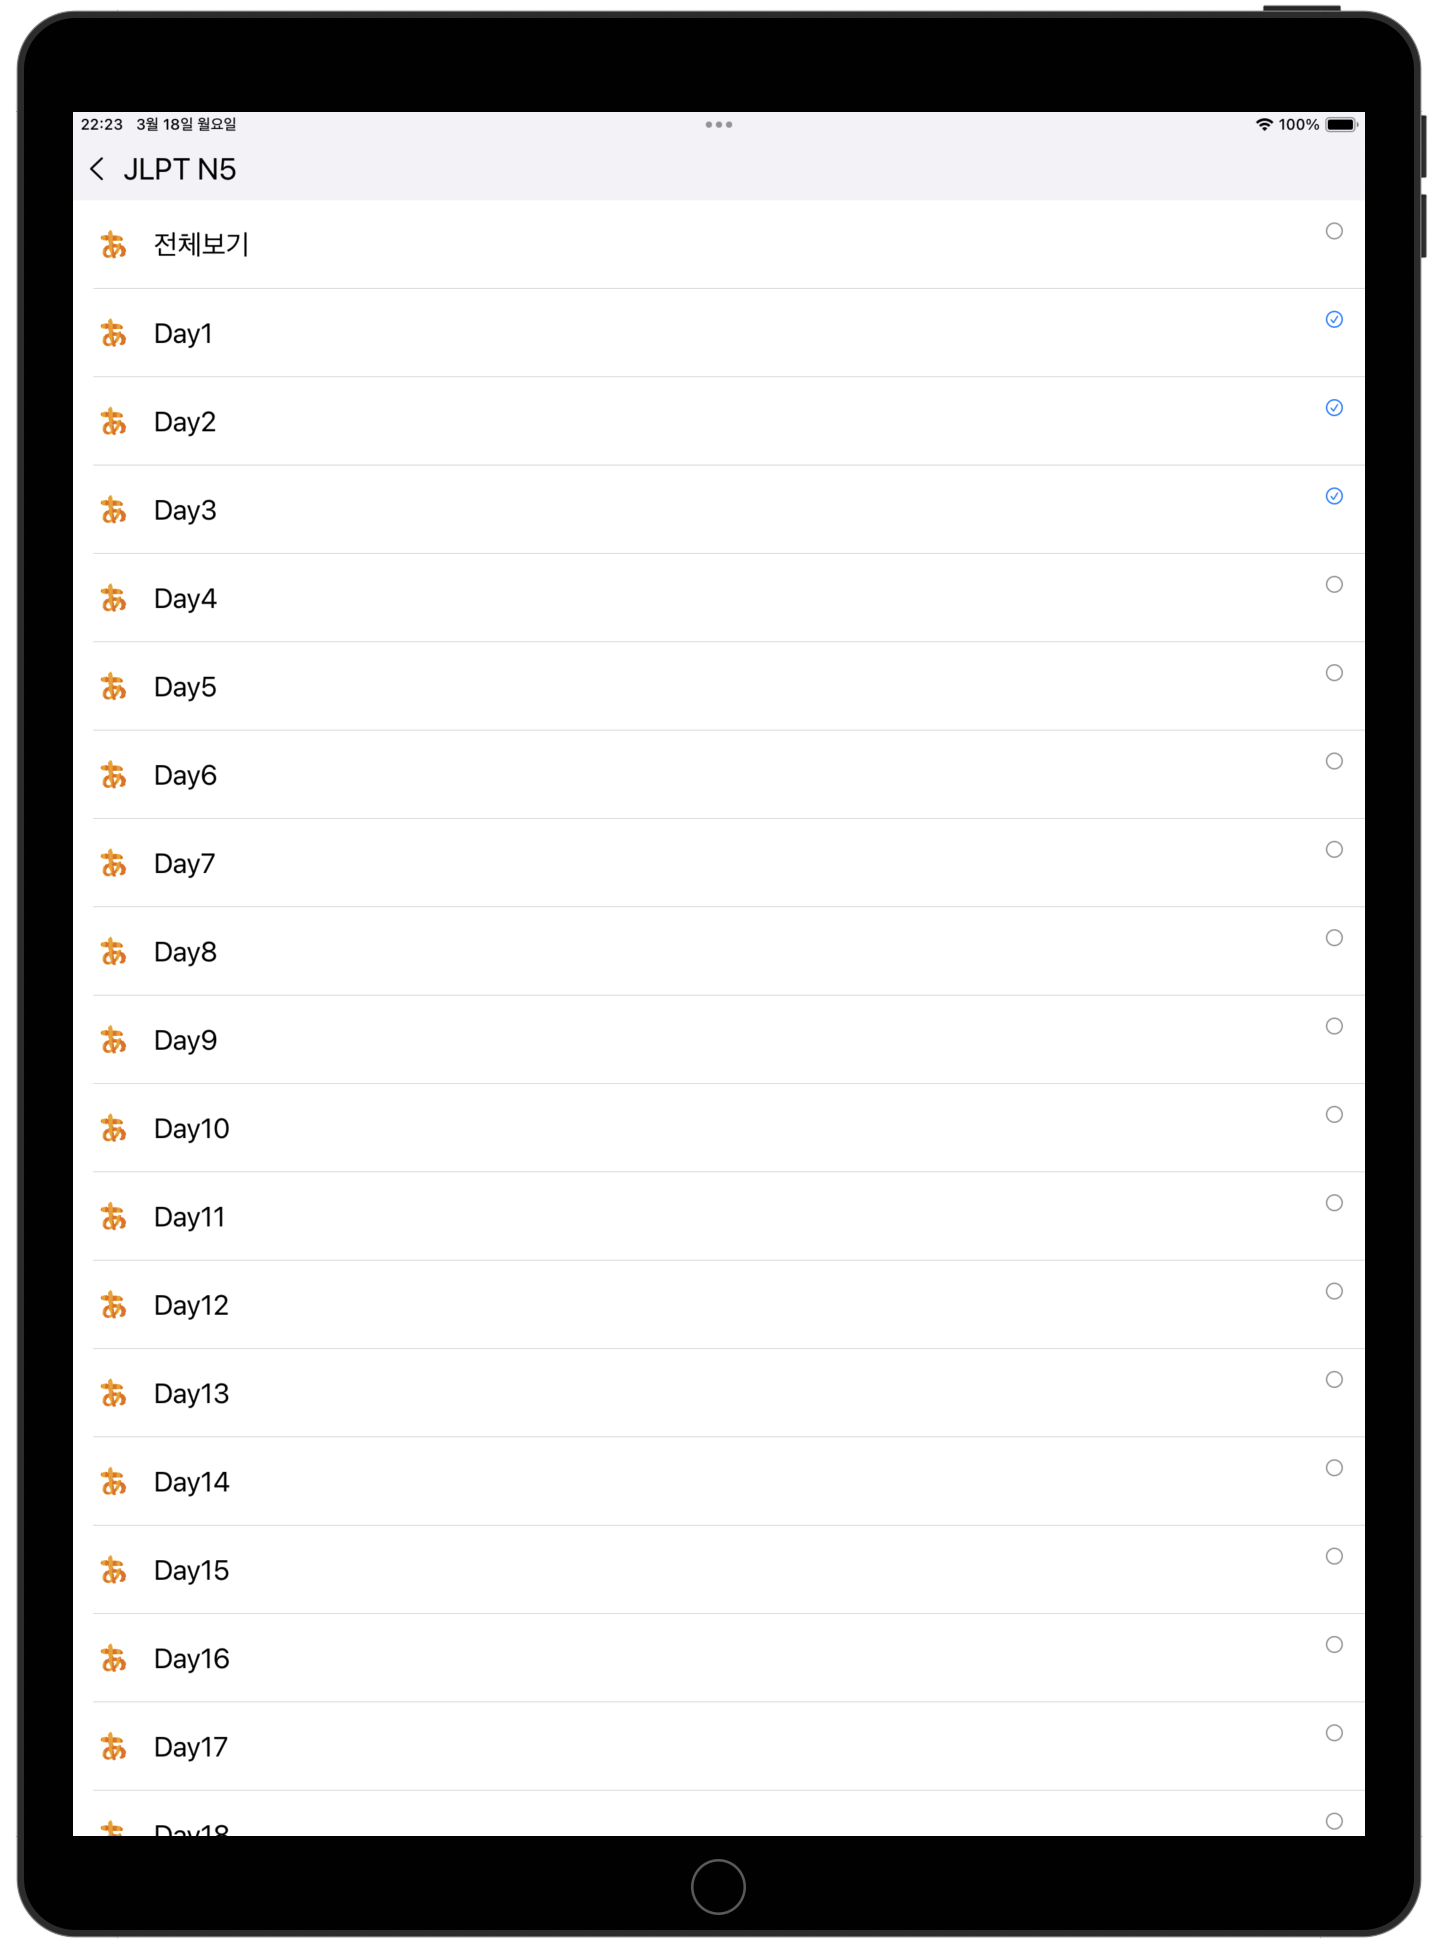 22:23 3월 18일 월요일
100%
JLPT N5
あ 전체보기
あ Day1
あ Day2
あ Day3
あ Day4
あ Day5
あ Day6
あ Day7
あ Day8
あ Day9
あ Day10
あ Day11
あ Day12
あ Day13
あ Day14
あ Day15
あ Day16
あ Day17
あ Day18